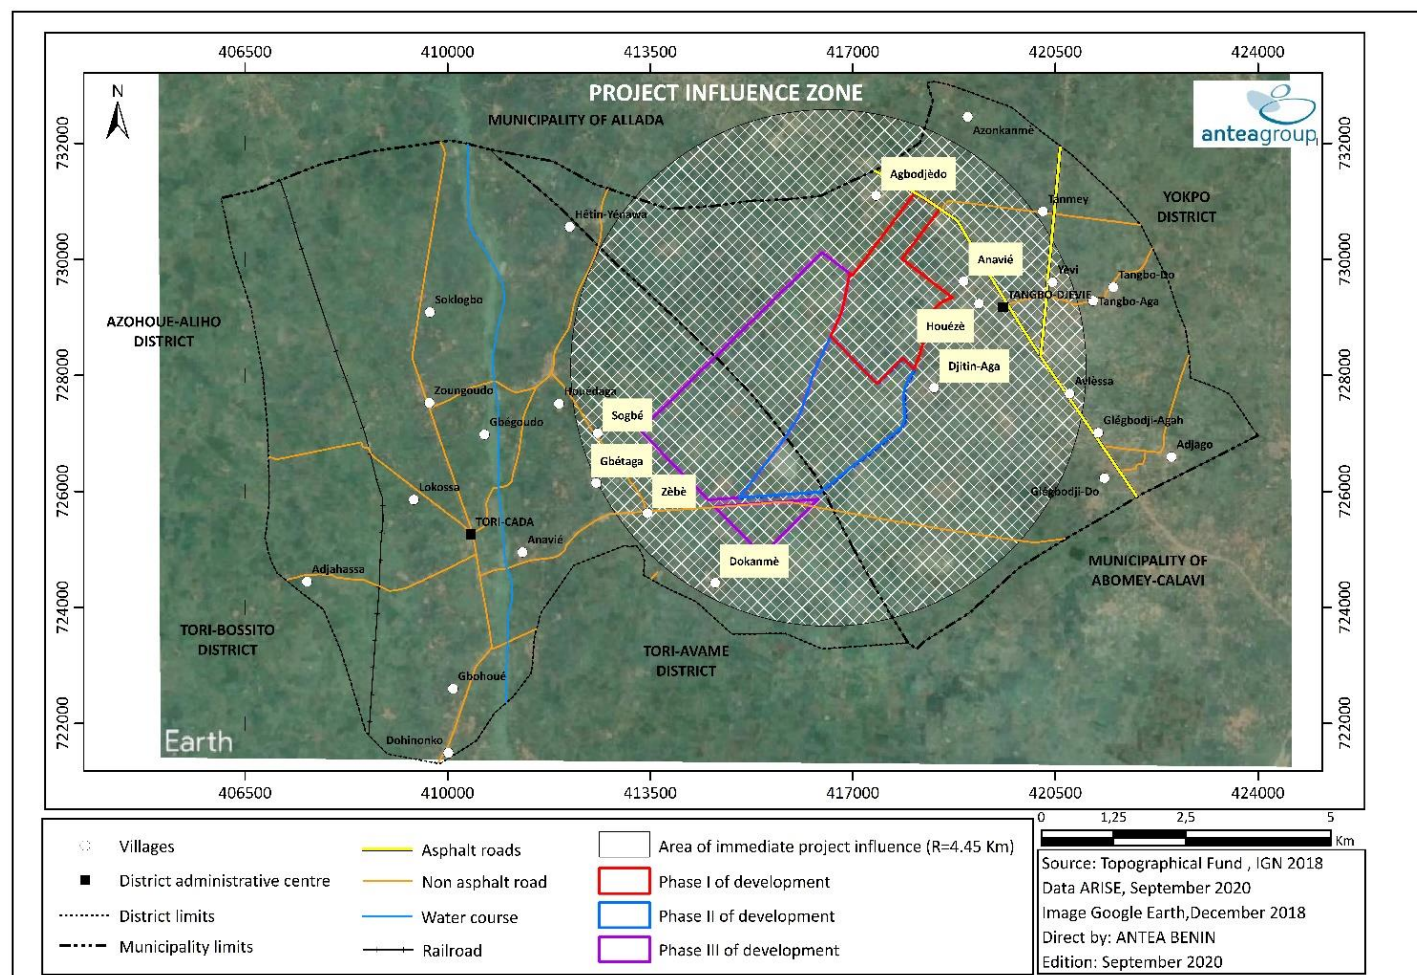 406500 410000 413500 417000 420500 424000
N
PROJECT INFLUENCE ZONE
anteagroup
MUNICIPALITY OF ALLADA
Azonkanmè
732000 732000
Agbodjèdo
Tanmey
YOKPO
DISTRICT
Hêtin-Yénawa
730000 730000
Anavié
Yèvi
Tangbo-Do
TANGBO-DJEVIE
Tangbo-Aga
Soklogbo
AZOHOUE-ALIHO
DISTRICT
Houézè
728000 728000
Djitin-Aga
Avlèssa
Zoungoudo
Houédaga
Sogbé
Gbégoudo
Glégbodji-Agah
Adjago
Gbétaga
726000 726000
Lokossa
Zèbè
Glégbodji-Do
TORI-CADA
Anavié
Dokanmè
MUNICIPALITY OF
ABOMEY-CALAVI
Adjahassa
724000 724000
TORI-BOSSITO
DISTRICT
TORI-AVAME
DISTRICT
Gbohoué
722000 722000
Dohinonko
Earth
406500 410000 413500 417000 420500 424000
0 1,25 2,5 5
Km
Villages
District administrative centre
District limits
Municipality limits
Asphalt roads
Non asphalt road
Water course
Railroad
Area of immediate project influence (R=4.45 Km)
Phase I of development
Phase II of development
Phase III of development
Source: Topographical Fund , IGN 2018
Data ARISE, September 2020
Image Google Earth,December 2018
Direct by: ANTEA BENIN
Edition: September 2020